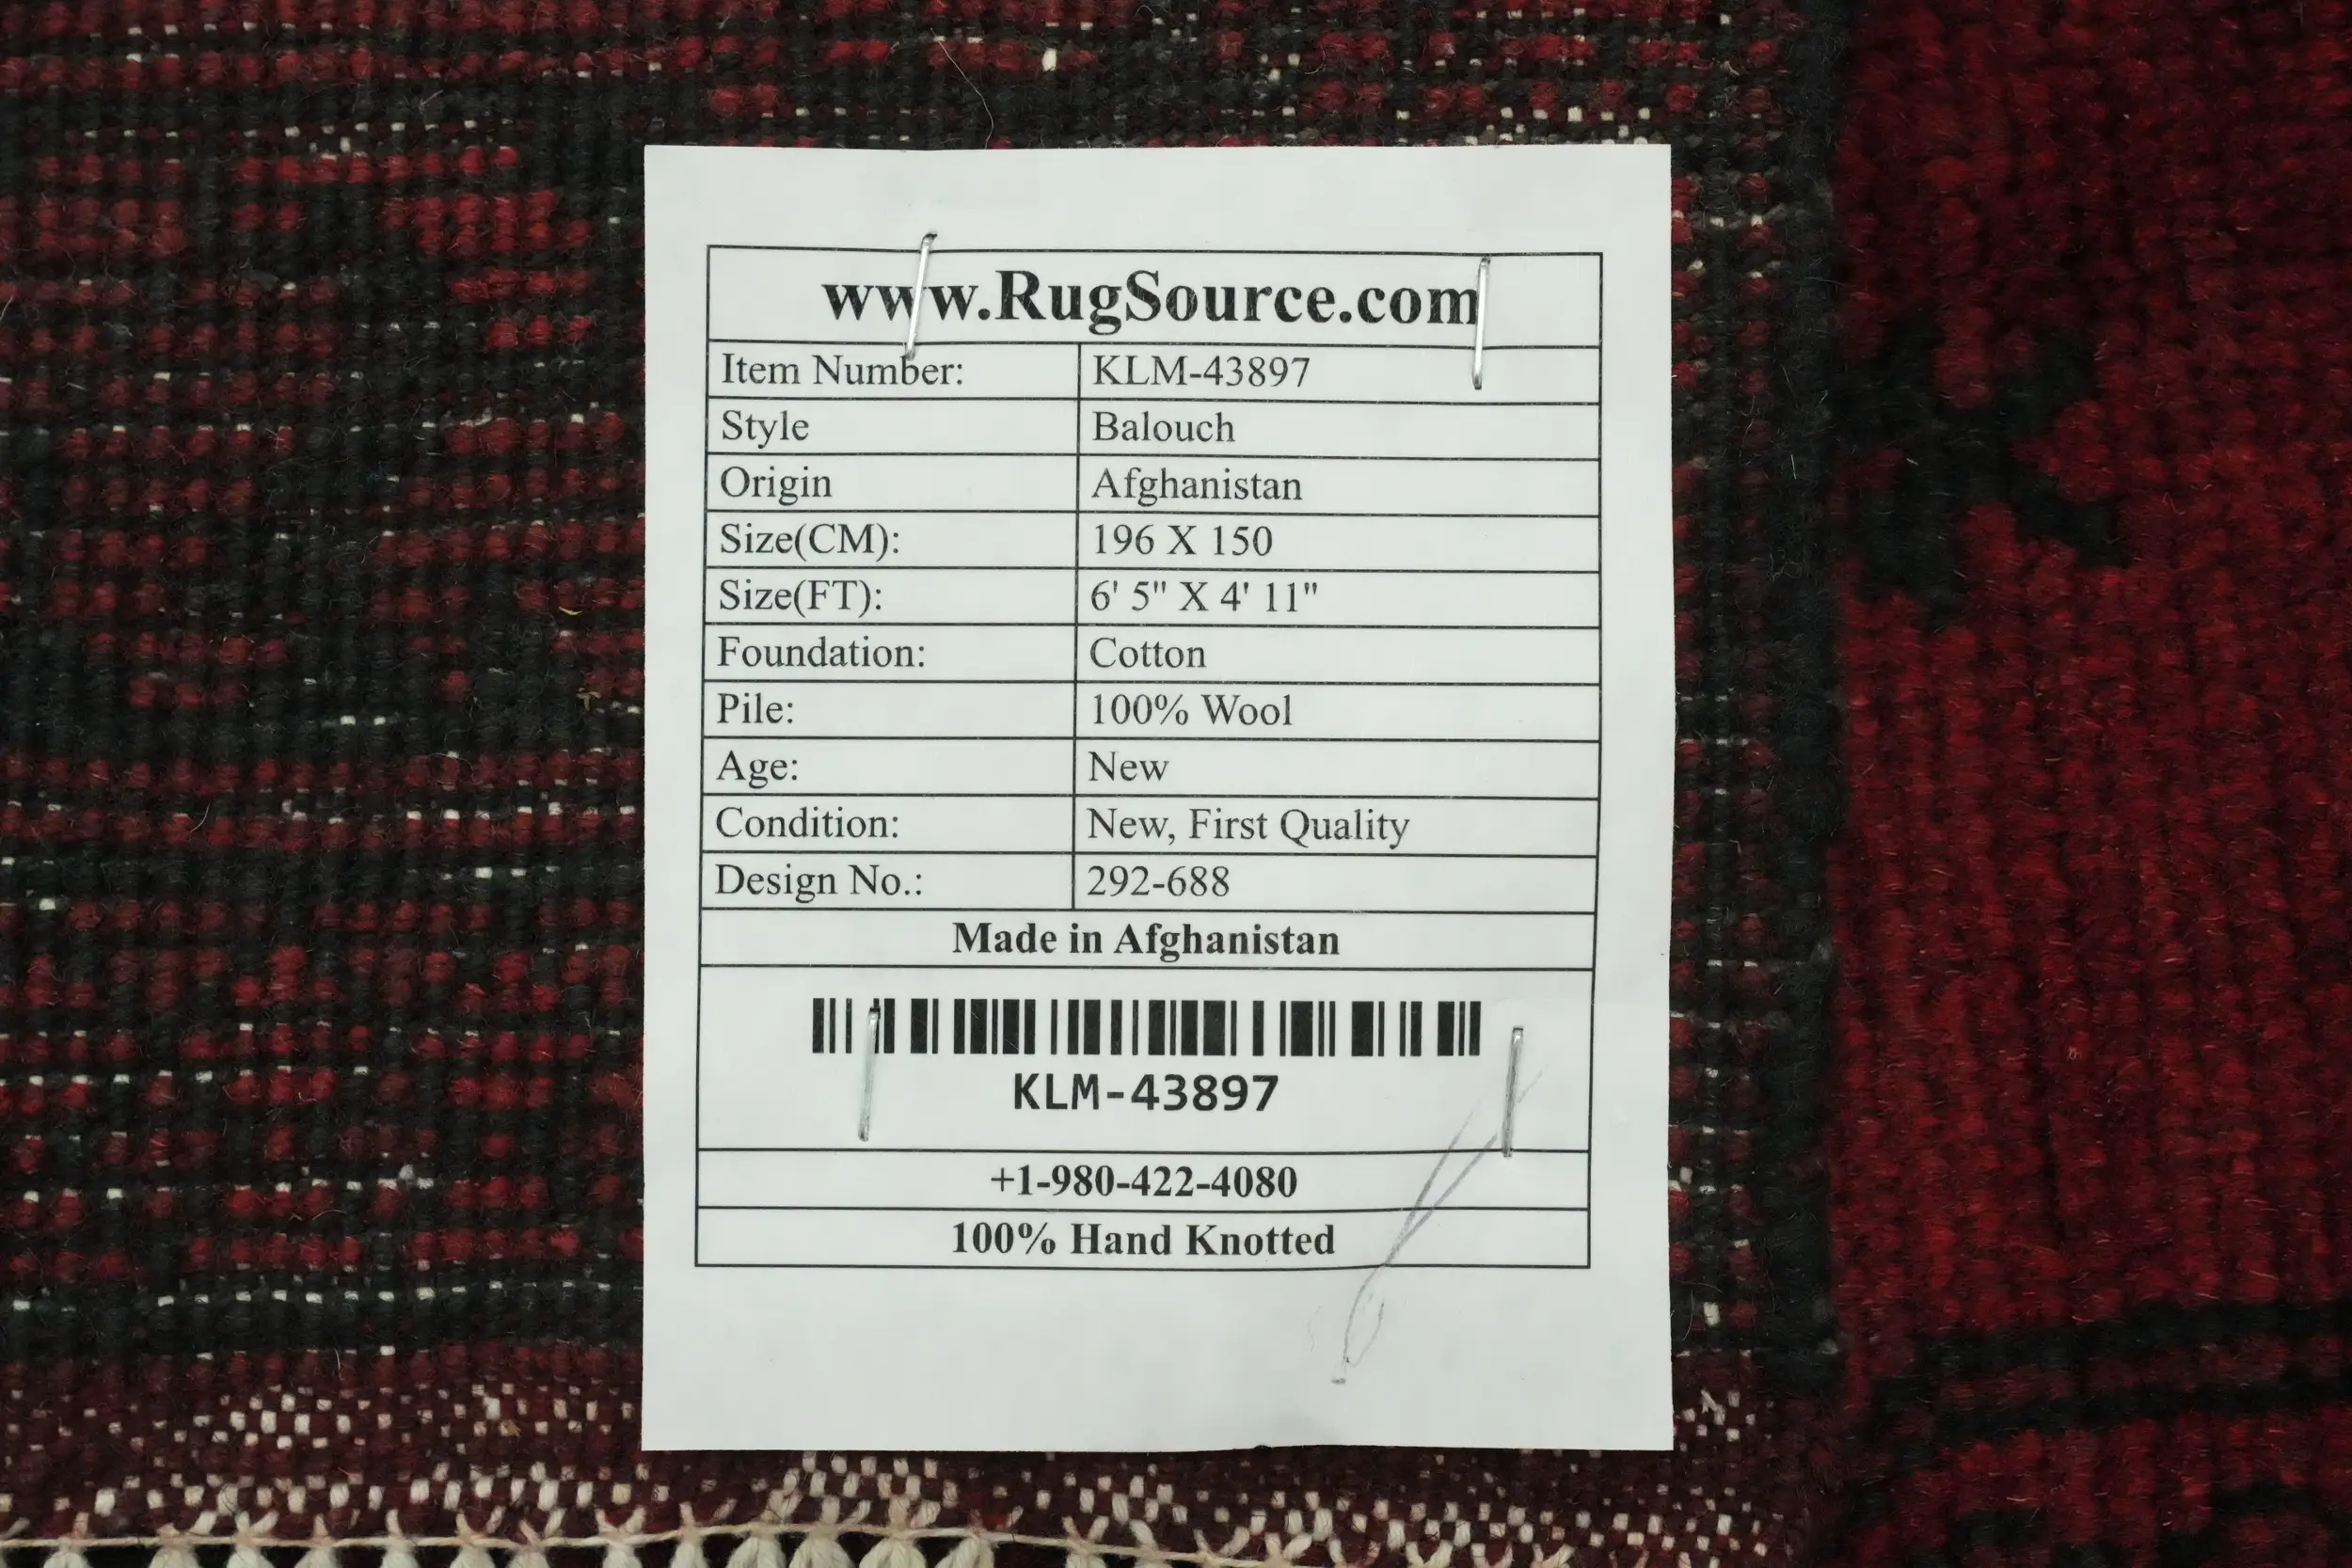 www.RugSource.com
Item Number: KLM-43897
Style Balouch
Origin Afghanistan
Size(CM): 196 X 150
Size(FT): 6' 5" X 4' 11"
Foundation: Cotton
Pile: 100% Wool
Age: New
Condition: New, First Quality
Design No.: 292-688
Made in Afghanistan
KLM-43897
+1-980-422-4080
100% Hand Knotted